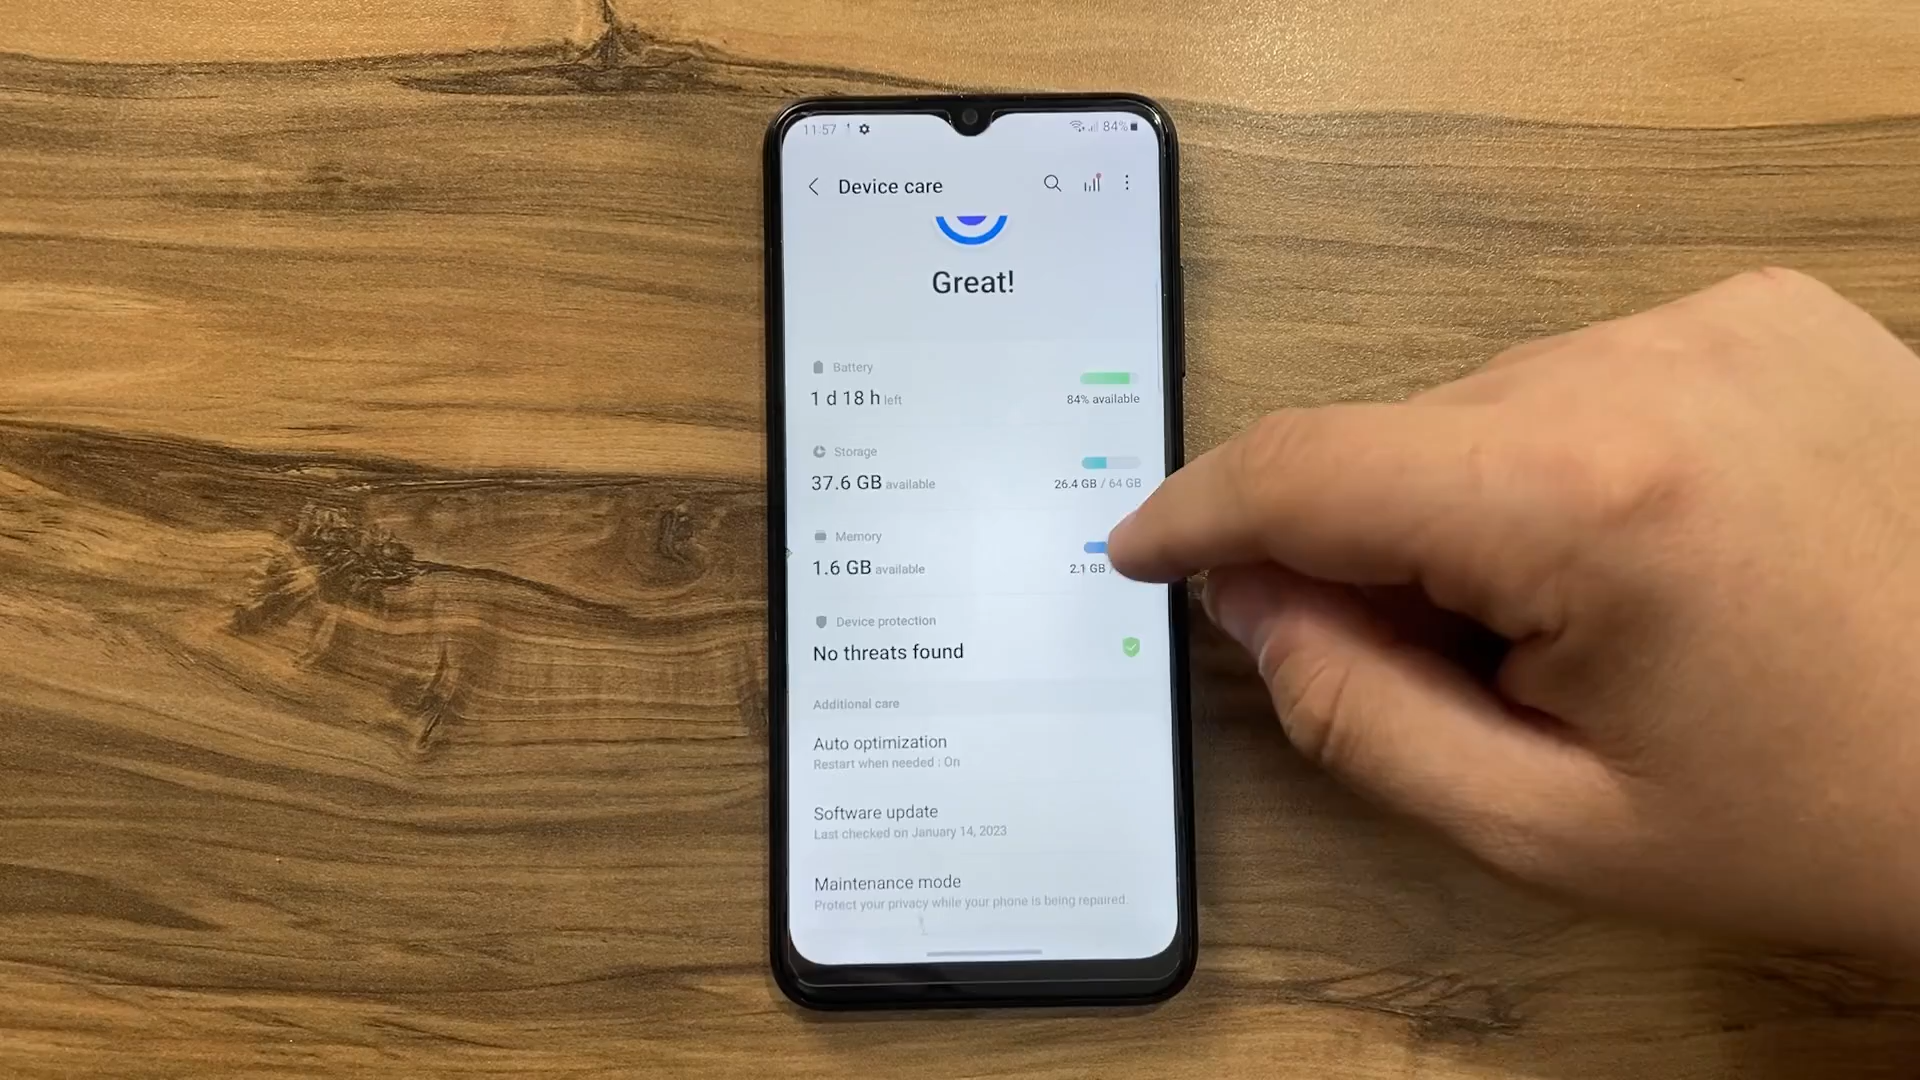 11:57
84%
Device care
Great!
Battery
1 d 18 h left
84% available
Storage
37.6 GB available
26.4 GB / 64 GB
Memory
1.6 GB available
2.1 GB /
Device protection
No threats found
Additional care
Auto optimization
Restart when needed : On
Software update
Last checked on January 14, 2023
Maintenance mode
Protect your privacy while your phone is being repaired.